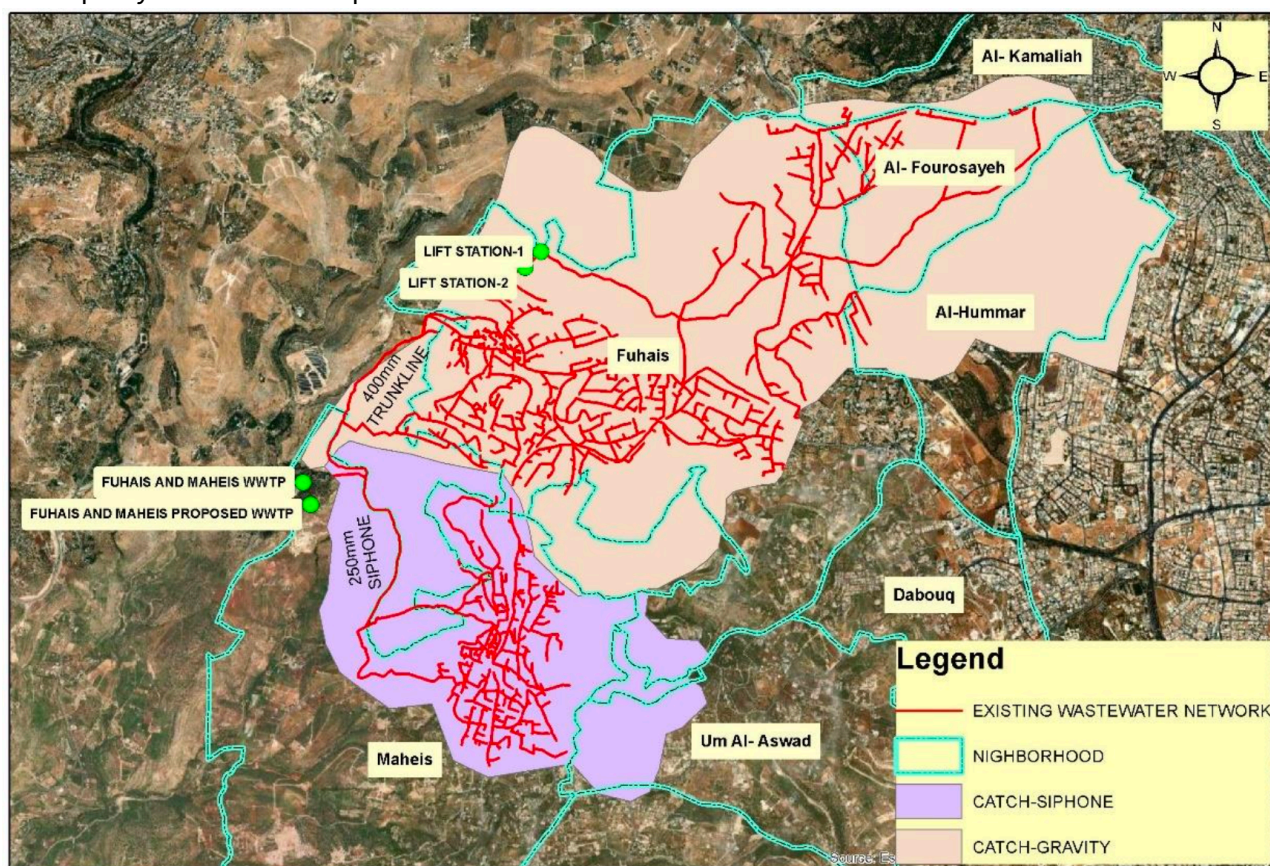 N
W
E
S
Al- Kamaliah
Al- Fourosayeh
LIFT STATION-1
LIFT STATION-2
Al-Hummar
Fuhais
400mm
TRUNKLINE
FUHAIS AND MAHEIS WWTP
FUHAIS AND MAHEIS PROPOSED WWTP
250mm
SIPHONE
Dabouq
Um Al- Aswad
Maheis
Legend
EXISTING WASTEWATER NETWORK
NIGHBORHOOD
CATCH-SIPHONE
CATCH-GRAVITY
Source: Es